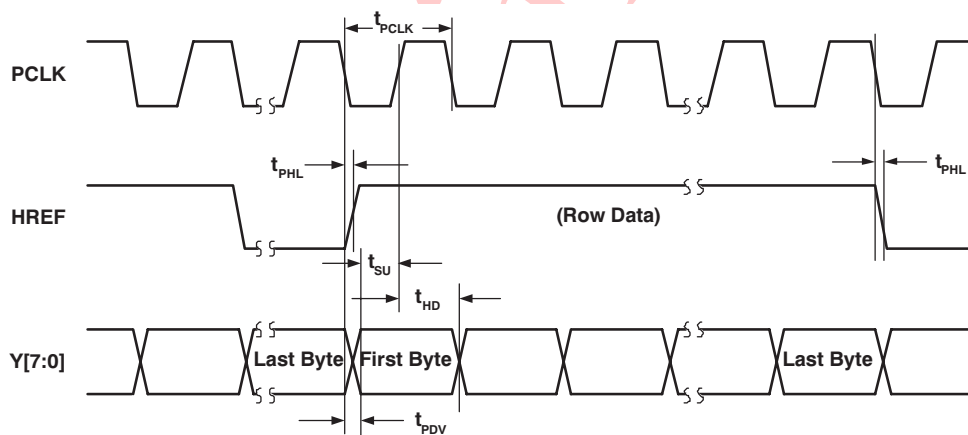 tPCLK
PCLK
tPHL
tPHL
HREF
(Row Data)
tSU
tHD
Y[7:0]
Last Byte
First Byte
Last Byte
tPDV